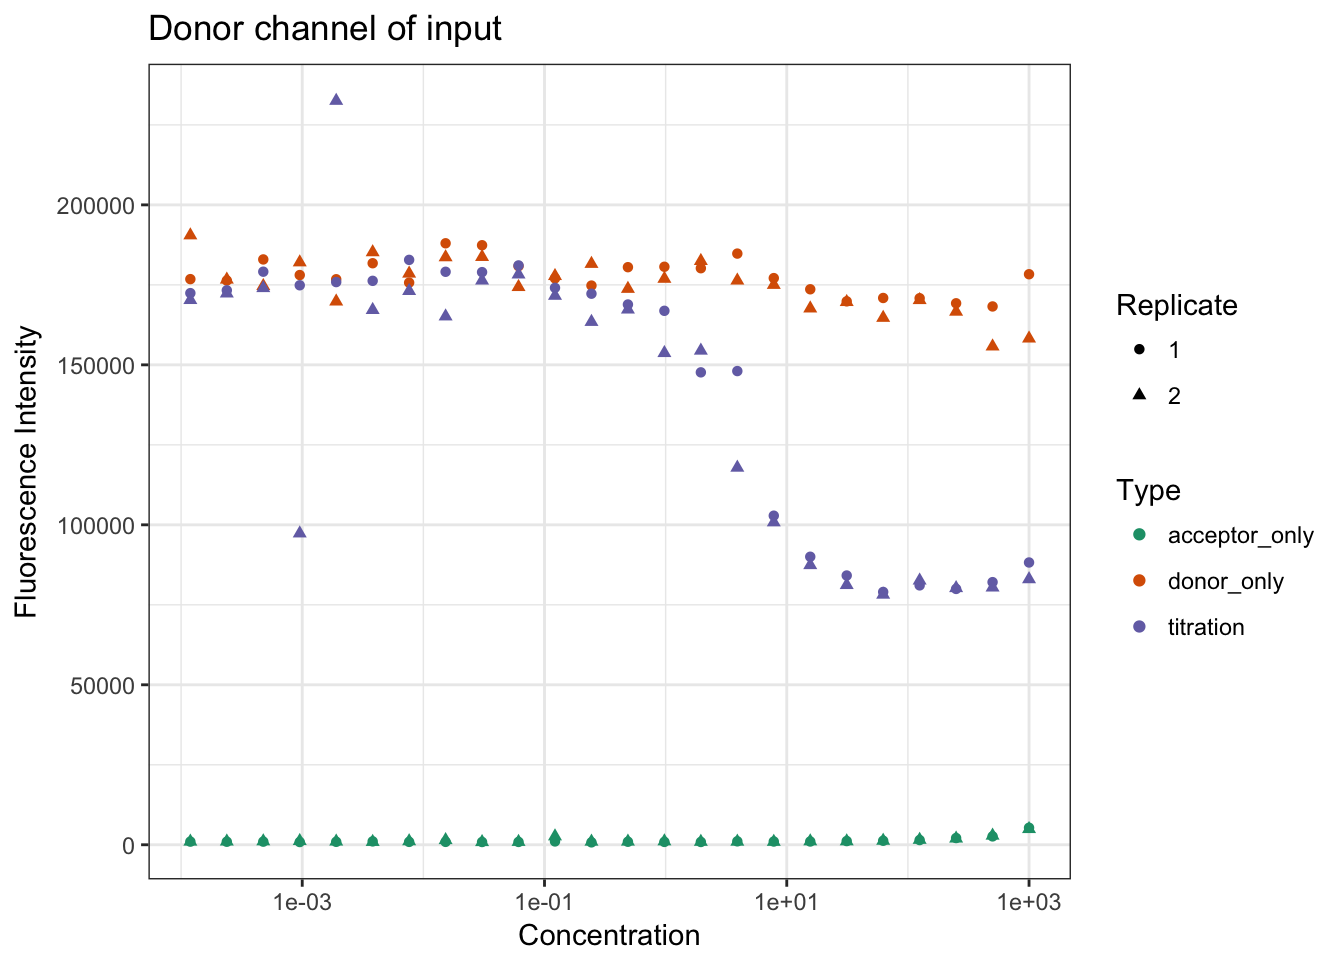 Donor channel of input
200000
150000
100000
50000
0
Fluorescence Intensity
1e-03
1e-01
1e+01
1e+03
Concentration
Replicate
1
2
Type
acceptor_only
donor_only
titration